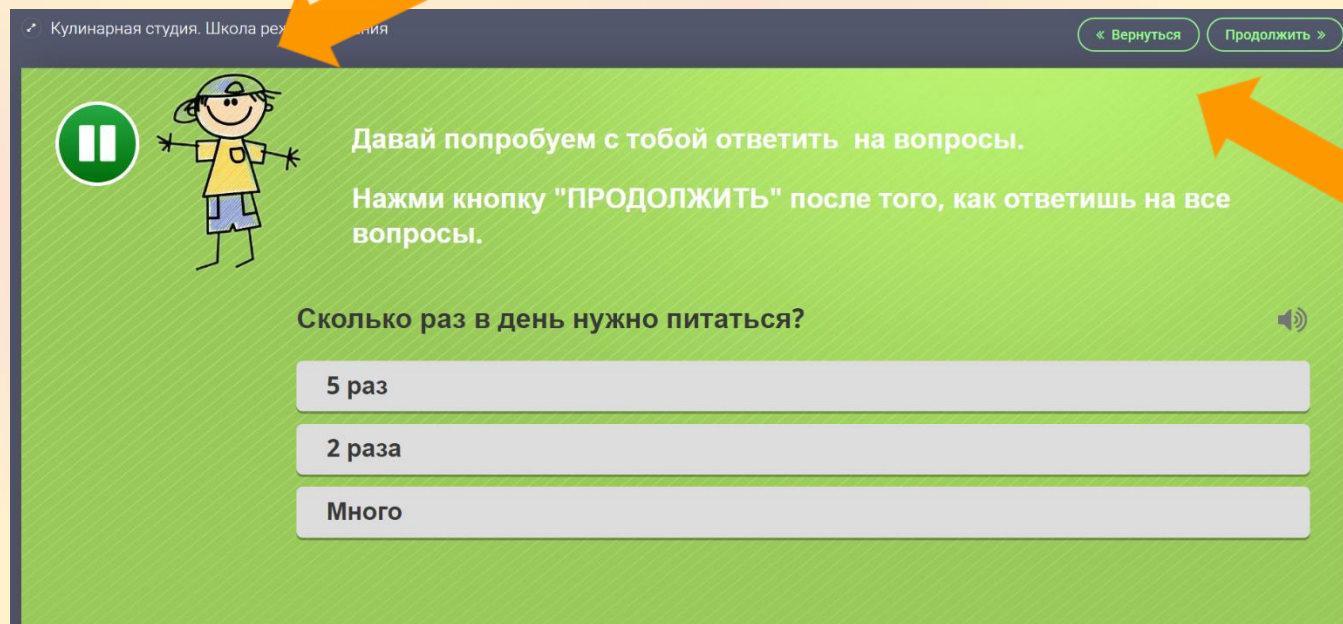 Кулинарная студия. Школа
« Вернуться
Продолжить »
Давай попробуем с тобой ответить на вопросы.
Нажми кнопку "ПРОДОЛЖИТЬ" после того, как ответишь на все
вопросы.
Сколько раз в день нужно питаться?
5 раз
2 раза
Много